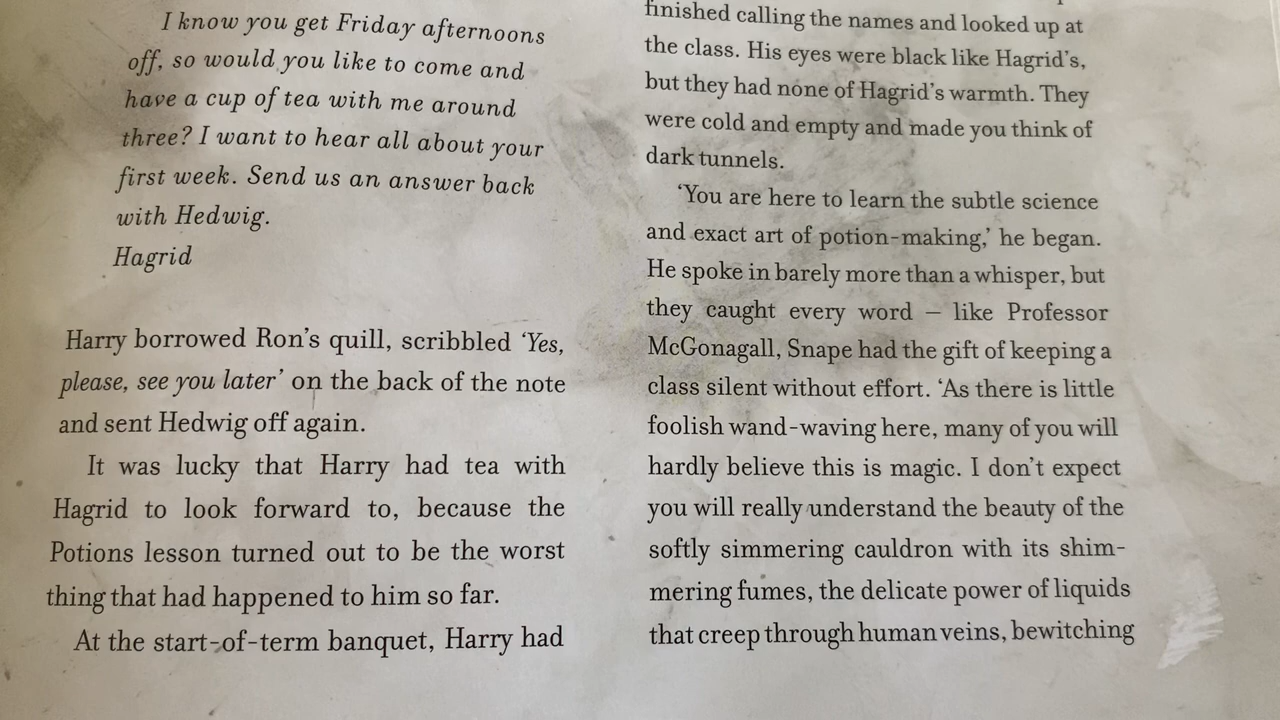 I know you get Friday afternoons
off, so would you like to come and
have a cup of tea with me around
three? I want to hear all about your
first week. Send us an answer back
with Hedwig.
Hagrid
Harry borrowed Ron's quill, scribbled 'Yes,
please, see you later' on the back of the note
and sent Hedwig off again.
It was lucky that Harry had tea with
Hagrid to look forward to, because the
Potions lesson turned out to be the worst
thing that had happened to him so far.
At the start-of-term banquet, Harry had
finished calling the names and looked up at
the class. His eyes were black like Hagrid's,
but they had none of Hagrid's warmth. They
were cold and empty and made you think of
dark tunnels.
'You are here to learn the subtle science
and exact art of potion-making,' he began.
He spoke in barely more than a whisper, but
they caught every word – like Professor
McGonagall, Snape had the gift of keeping a
class silent without effort. 'As there is little
foolish wand-waving here, many of you will
hardly believe this is magic. I don't expect
you will really understand the beauty of the
softly simmering cauldron with its shim-
mering fumes, the delicate power of liquids
that creep through human veins, bewitching